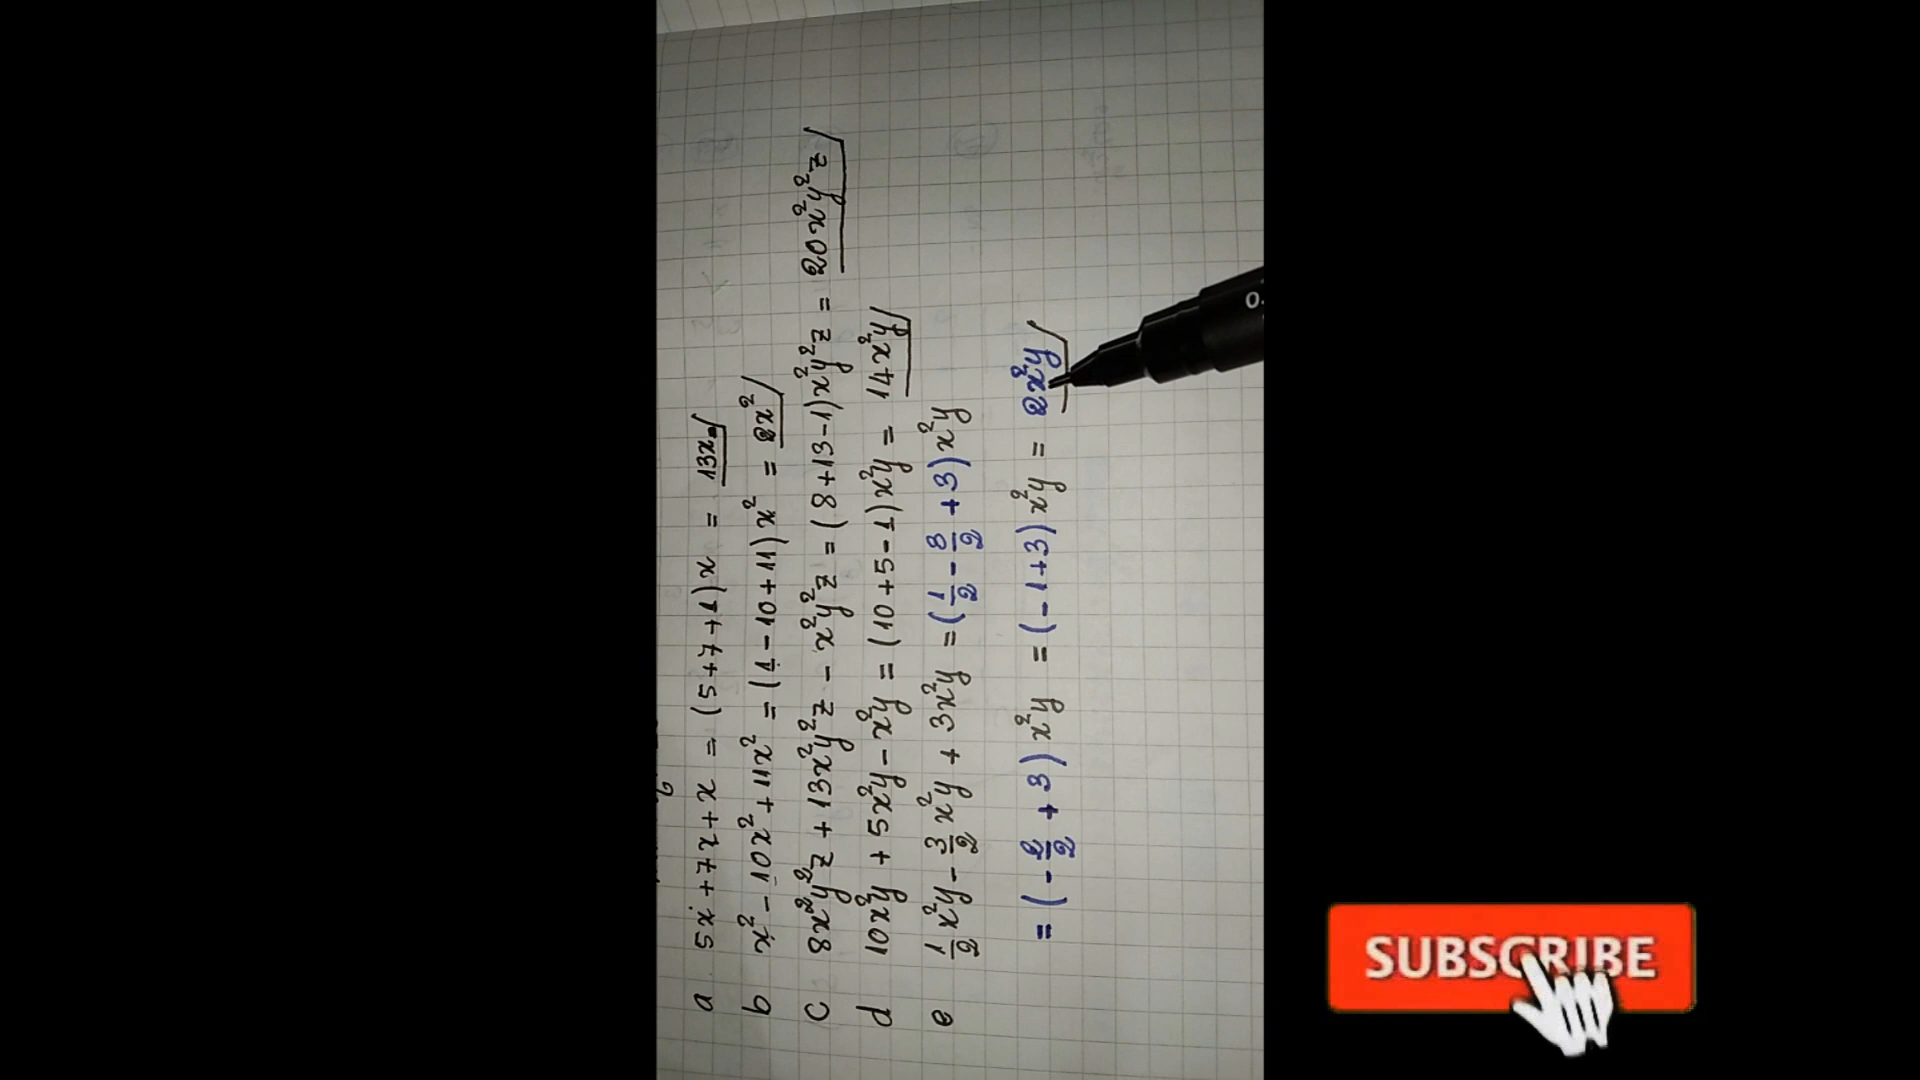 a 5x + 7x + x = (5 + 7 + 1) x = 13x
b x² - 10x² + 11x² = (1 - 10 + 11) x² = 2x²
c 8x²y²z + 13x²y²z - x²y²z = (8 + 13 - 1) x²y²z = 20x²y²z
d 10x²y + 5x²y - x²y = (10 + 5 - 1) x²y = 14x²y
e 1/2 x²y - 3/2 x²y + 3x²y = (1/2 - 3/2 + 3) x²y
= (- 2/2 + 3) x²y = (- 1 + 3) x²y = 2x²y
0.
SUBSCRIBE